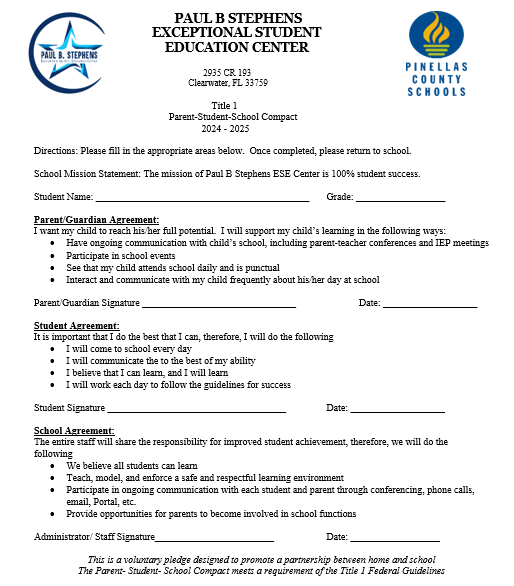 PAUL B. STEPHENS
PAUL B STEPHENS
EXCEPTIONAL STUDENT
EDUCATION CENTER
PINELLAS
COUNTY
SCHOOLS
2935 CR 193
Clearwater, FL 33759
Title 1
Parent-Student-School Compact
2024 - 2025
Directions: Please fill in the appropriate areas below.  Once completed, please return to school.
School Mission Statement: The mission of Paul B Stephens ESE Center is 100% student success.
Student Name: ________________ Grade: ________________
Parent/Guardian Agreement:
I want my child to reach his/her full potential.  I will support my child's learning in the following ways:
• Have ongoing communication with child's school, including parent-teacher conferences and IEP meetings
• Participate in school events
• See that my child attends school daily and is punctual
• Interact and communicate with my child frequently about his/her day at school
Parent/Guardian Signature ________________ Date: ________________
Student Agreement:
It is important that I do the best that I can, therefore, I will do the following
• I will come to school every day
• I will communicate the to the best of my ability
• I believe that I can learn, and I will learn
• I will work each day to follow the guidelines for success
Student Signature ________________ Date: ________________
School Agreement:
The entire staff will share the responsibility for improved student achievement, therefore, we will do the
following
• We believe all students can learn
• Teach, model, and enforce a safe and respectful learning environment
• Participate in ongoing communication with each student and parent through conferencing, phone calls,
email, Portal, etc.
• Provide opportunities for parents to become involved in school functions
Administrator/ Staff Signature________________ Date: ________________
This is a voluntary pledge designed to promote a partnership between home and school
The Parent- Student- School Compact meets a requirement of the Title 1 Federal Guidelines